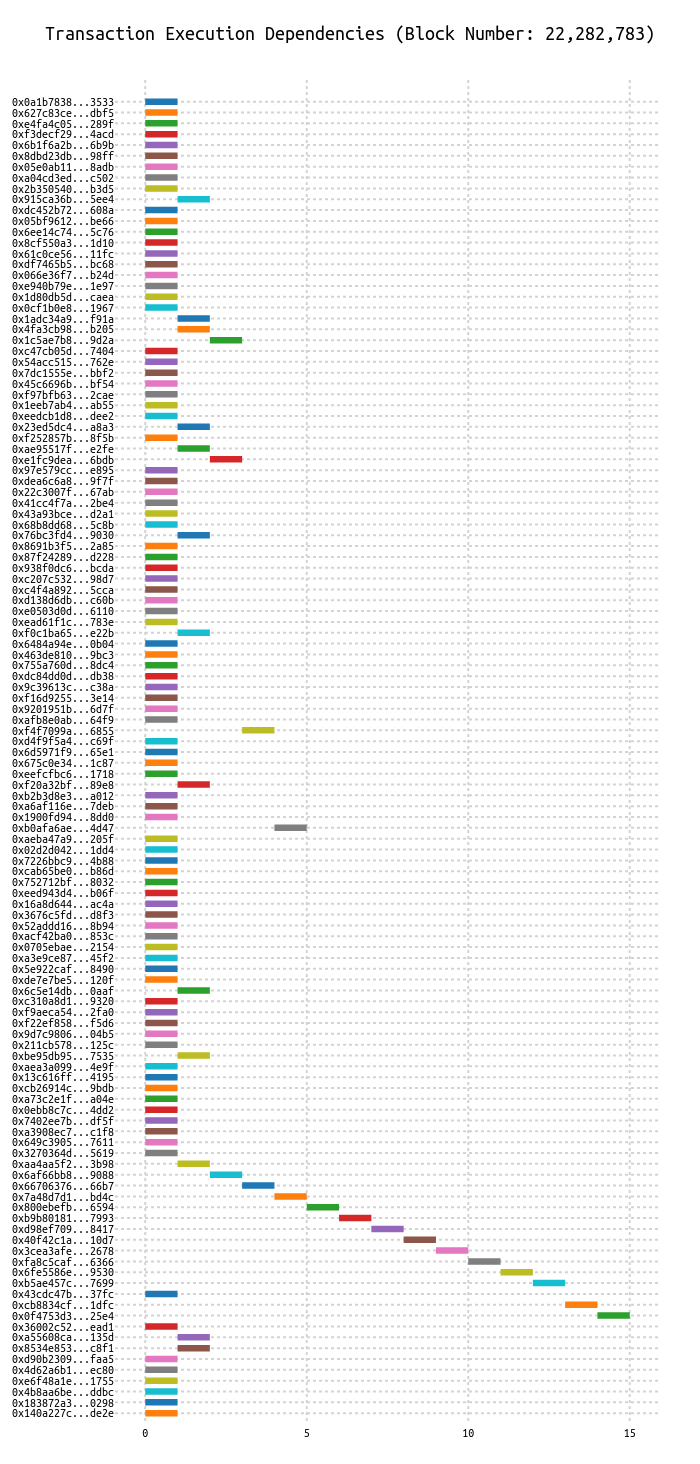 Transaction Execution Dependencies (Block Number: 22,282,783)
0x0a1b7838...3533
0x627c83ce...dbf5
0xe4fa4c05...289f
0xf3decf29...4acd
0x6b1f6a2b...6b9b
0x8dbd23db...98ff
0x05e0ab11...8adb
0xa04cd3ed...c502
0x2b350540...b3d5
0x915ca36b...5ee4
0xdc452b72...608a
0x05bf9612...be66
0x6ee14c74...5c76
0x8cf550a3...1d10
0x61c0ce56...11fc
0xdf7465b5...bc68
0x066e36f7...b24d
0xe940b79e...1e97
0x1d80db5d...caea
0x0cf1b0e8...1967
0x1adc34a9...f91a
0x4fa3cb98...b205
0x1c5ae7b8...9d2a
0xc47cb05d...7404
0x54acc515...762e
0x7dc1555e...bbf2
0x45c6696b...bf54
0xf97bfb63...2cae
0x1eeb7ab4...ab55
0xeedcb1d8...dee2
0x23ed5dc4...a8a3
0xf252857b...8f5b
0xae95517f...e2fe
0xe1fc9dea...6bdb
0x97e579cc...e895
0xdea6c6a8...9f7f
0x22c3007f...67ab
0x41cc4f7a...2be4
0x43a93bce...d2a1
0x68b8dd68...5c8b
0x76bc3fd4...9030
0x8691b3f5...2a85
0x87f24289...d228
0x938f0dc6...bcda
0xc207c532...98d7
0xc4f4a892...5cca
0xd138d6db...c60b
0xe0503d0d...6110
0xead61f1c...783e
0xf0c1ba65...e22b
0x6484a94e...0b04
0x463de810...9bc3
0x755a760d...8dc4
0xdc84dd0d...db38
0x9c39613c...c38a
0xf16d9255...3e14
0x9201951b...6d7f
0xafb8e0ab...64f9
0xf4f7099a...6855
0xd4f9f5a4...c69f
0x6d5971f9...65e1
0x675c0e34...1c87
0xeefcfbc6...1718
0xf20a32bf...89e8
0xb2b3d8e3...a012
0xa6af116e...7deb
0x1900fd94...8dd0
0xb0afa6ae...4d47
0xaeba47a9...205f
0x02d2d042...1dd4
0x7226bbc9...4b88
0xcab65be0...b86d
0x752712bf...8032
0xeed943d4...b06f
0x16a8d644...ac4a
0x3676c5fd...d8f3
0x52addd16...8b94
0xacf42ba0...853c
0x0705ebae...2154
0xa3e9ce87...45f2
0x5e922caf...8490
0xde7e7be5...120f
0x6c5e14db...0aaf
0xc310a8d1...9320
0xf9aeca54...2fa0
0xf22ef858...f5d6
0x9d7c9806...04b5
0x211cb578...125c
0xbe95db95...7535
0xaea3a099...4e9f
0x13c616ff...4195
0xcb26914c...9bdb
0xa73c2e1f...a04e
0x0ebb8c7c...4dd2
0x7402ee7b...df5f
0xa3908ec7...c1f8
0x649c3905...7611
0x3270364d...5619
0xaa4aa5f2...3b98
0x6af66bb8...9088
0x66706376...66b7
0x7a48d7d1...bd4c
0x800ebefb...6594
0xb9b80181...7993
0xd98ef709...8417
0x40f42c1a...10d7
0x3cea3afe...2678
0xfa8c5caf...6366
0x6fe5586e...9530
0xb5ae457c...7699
0x43cdc47b...37fc
0xcb8834cf...1dfc
0x0f4753d3...25e4
0x36002c52...ead1
0xa55608ca...135d
0x8534e853...c8f1
0xd90b2309...faa5
0x4d62a6b1...ec80
0xe6f48a1e...1755
0x4b8aa6be...ddbc
0x183872a3...0298
0x140a227c...de2e
0 5 10 15